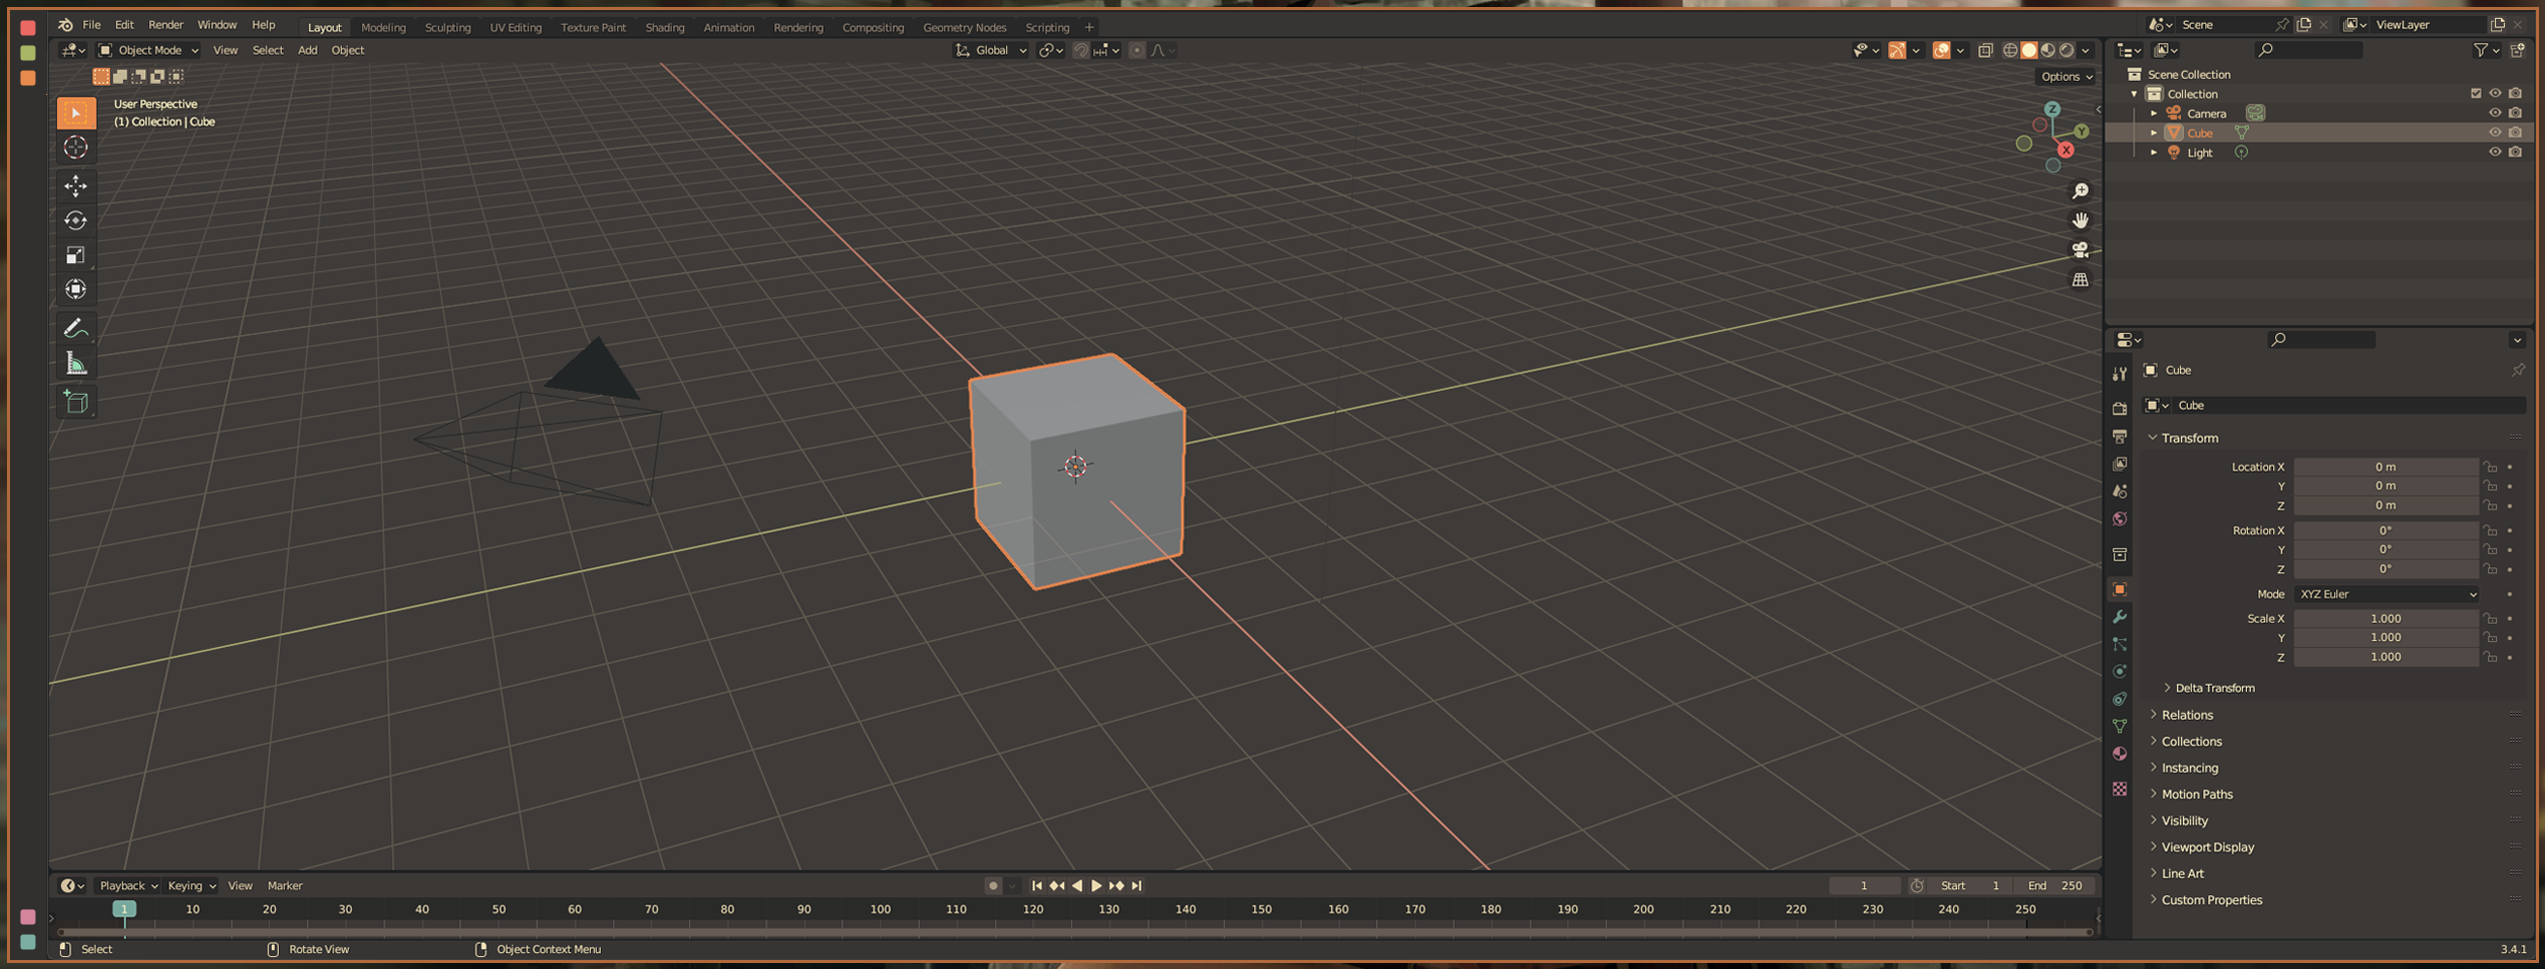 File Edit Render Window Help Layout Modeling Sculpting UV Editing Texture Paint Shading Animation Rendering Compositing Geometry Nodes Scripting + Scene ViewLayer
Object Mode View Select Add Object Global
Options
User Perspective
(1) Collection | Cube
Z
Y
X
Scene Collection
Collection
Camera
Cube
Light
Cube
Cube
Transform
Location X 0 m
Y 0 m
Z 0 m
Rotation X 0°
Y 0°
Z 0°
Mode XYZ Euler
Scale X 1.000
Y 1.000
Z 1.000
Delta Transform
Relations
Collections
Instancing
Motion Paths
Visibility
Viewport Display
Line Art
Custom Properties
Playback Keying View Marker 1 Start 1 End 250
1 10 20 30 40 50 60 70 80 90 100 110 120 130 140 150 160 170 180 190 200 210 220 230 240 250
Select Rotate View Object Context Menu 3.4.1